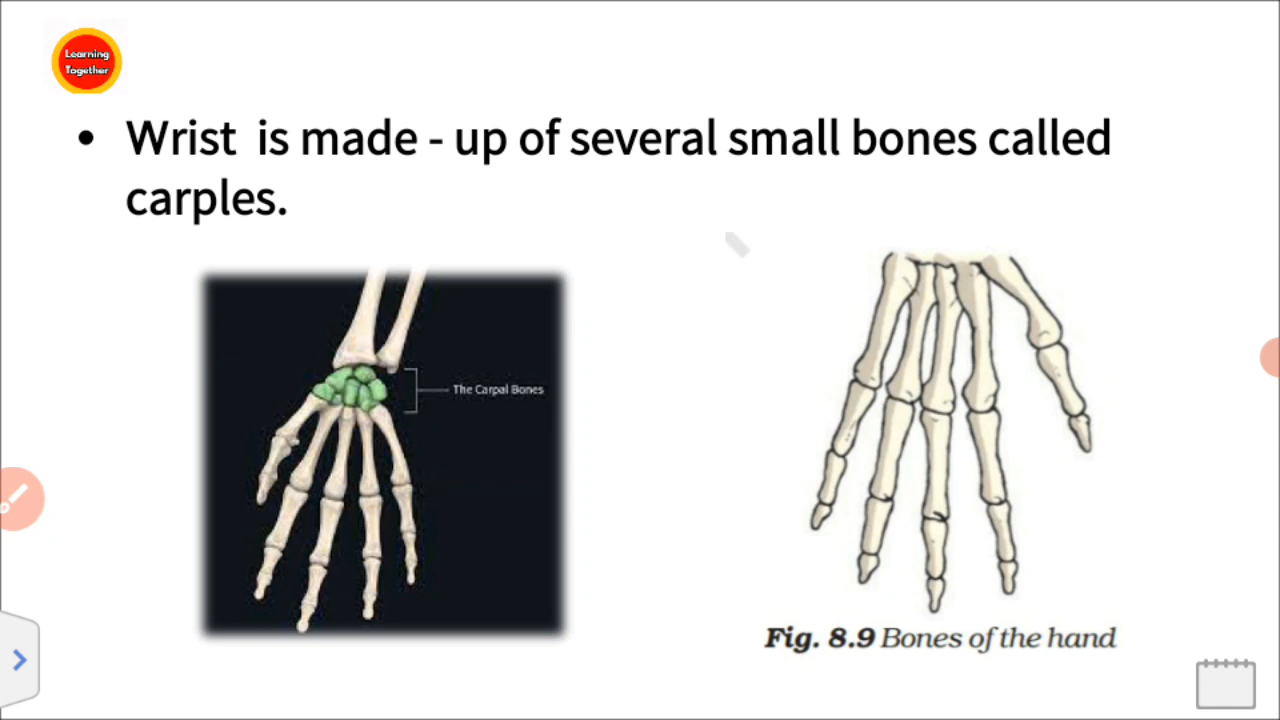 Learning
Together
• Wrist is made - up of several small bones called
carples.
The Carpal Bones
Fig. 8.9 Bones of the hand